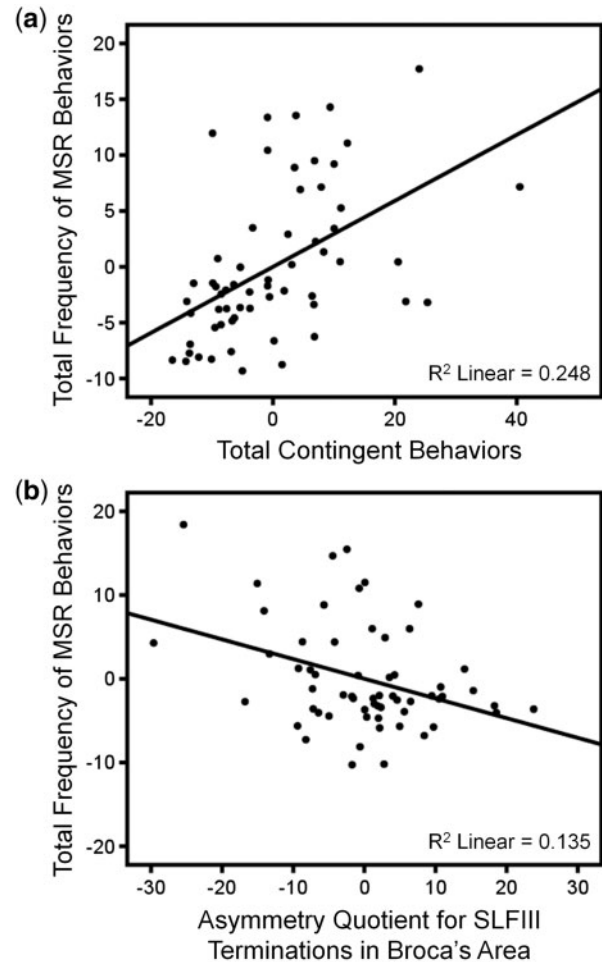 (a)
Total Frequency of MSR Behaviors
20
15
10
5
0
-5
-10
R² Linear = 0.248
-20 0 20 40
Total Contingent Behaviors
(b)
Total Frequency of MSR Behaviors
20
10
0
-10
-20
R² Linear = 0.135
-30 -20 -10 0 10 20 30
Asymmetry Quotient for SLFIII
Terminations in Broca's Area